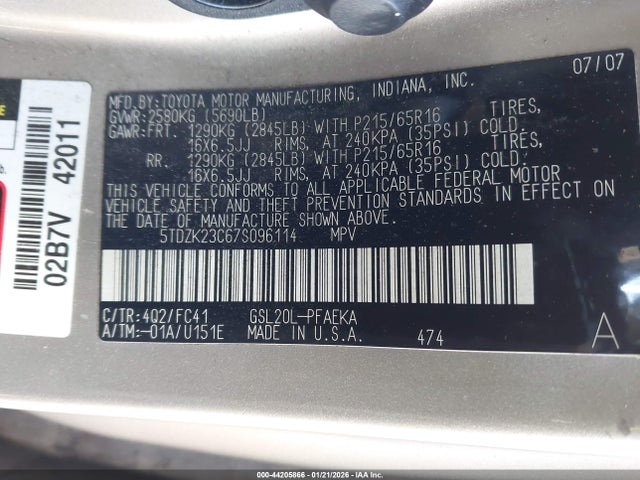 MFD.BY:TOYOTA MOTOR MANUFACTURING, INDIANA, INC. 07/07
GVWR:2580KG (5690LB)
GAWR:FRT. 1290KG (2845LB) WITH P215/65R16 TIRES,
16X6.5JJ RIMS, AT 240KPA (35PSI) COLD.
RR. 1290KG (2845LB) WITH P215/65R16 TIRES,
16X6.5JJ RIMS, AT 240KPA (35PSI) COLD.
THIS VEHICLE CONFORMS TO ALL APPLICABLE FEDERAL MOTOR
VEHICLE SAFETY AND THEFT PREVENTION STANDARDS IN EFFECT ON
THE DATE OF MANUFACTURE SHOWN ABOVE.
5TDZK23C67S096114 MPV
C/TR:4Q2/FC41 GSL20L-PFAEKA
A/TM:-01A/U151E MADE IN U.S.A. 474 A
02B7V 42011
000-44205866 - 01/21/2026 - IAA Inc.